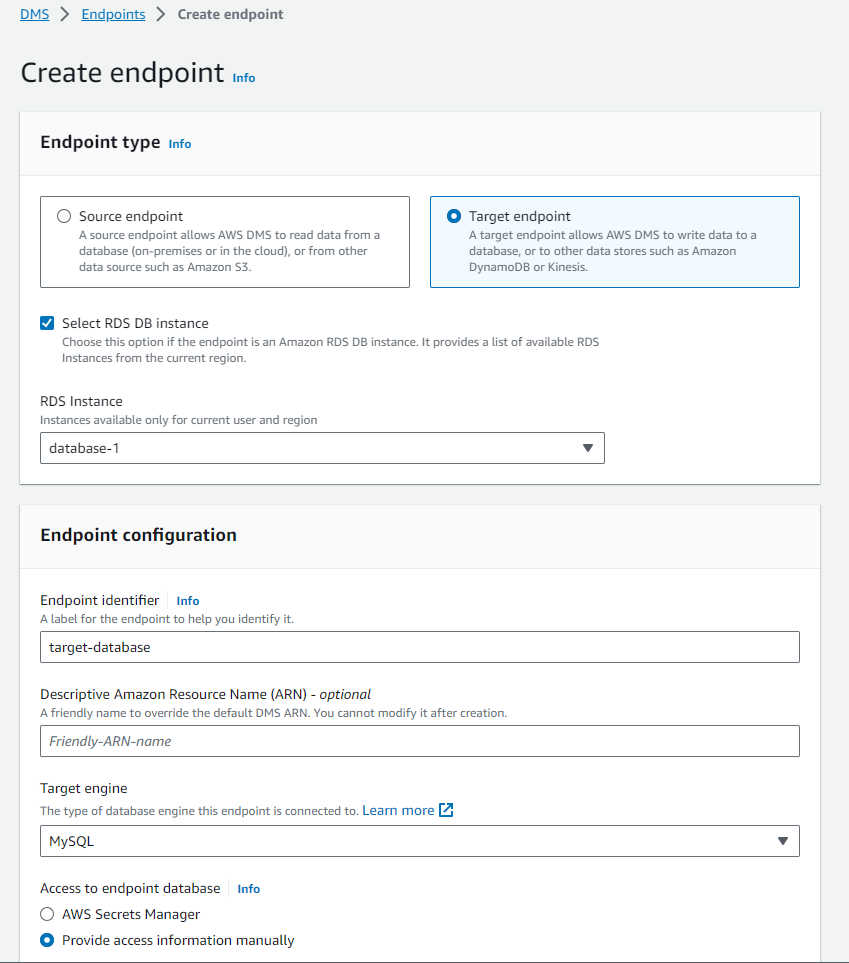 DMS > Endpoints > Create endpoint
Create endpoint Info
Endpoint type Info
Source endpoint
A source endpoint allows AWS DMS to read data from a
database (on-premises or in the cloud), or from other
data source such as Amazon S3.
Target endpoint
A target endpoint allows AWS DMS to write data to a
database, or to other data stores such as Amazon
DynamoDB or Kinesis.
Select RDS DB instance
Choose this option if the endpoint is an Amazon RDS DB instance. It provides a list of available RDS
Instances from the current region.
RDS Instance
Instances available only for current user and region
database-1
Endpoint configuration
Endpoint identifier Info
A label for the endpoint to help you identify it.
target-database
Descriptive Amazon Resource Name (ARN) - optional
A friendly name to override the default DMS ARN. You cannot modify it after creation.
Friendly-ARN-name
Target engine
The type of database engine this endpoint is connected to. Learn more
MySQL
Access to endpoint database Info
AWS Secrets Manager
Provide access information manually